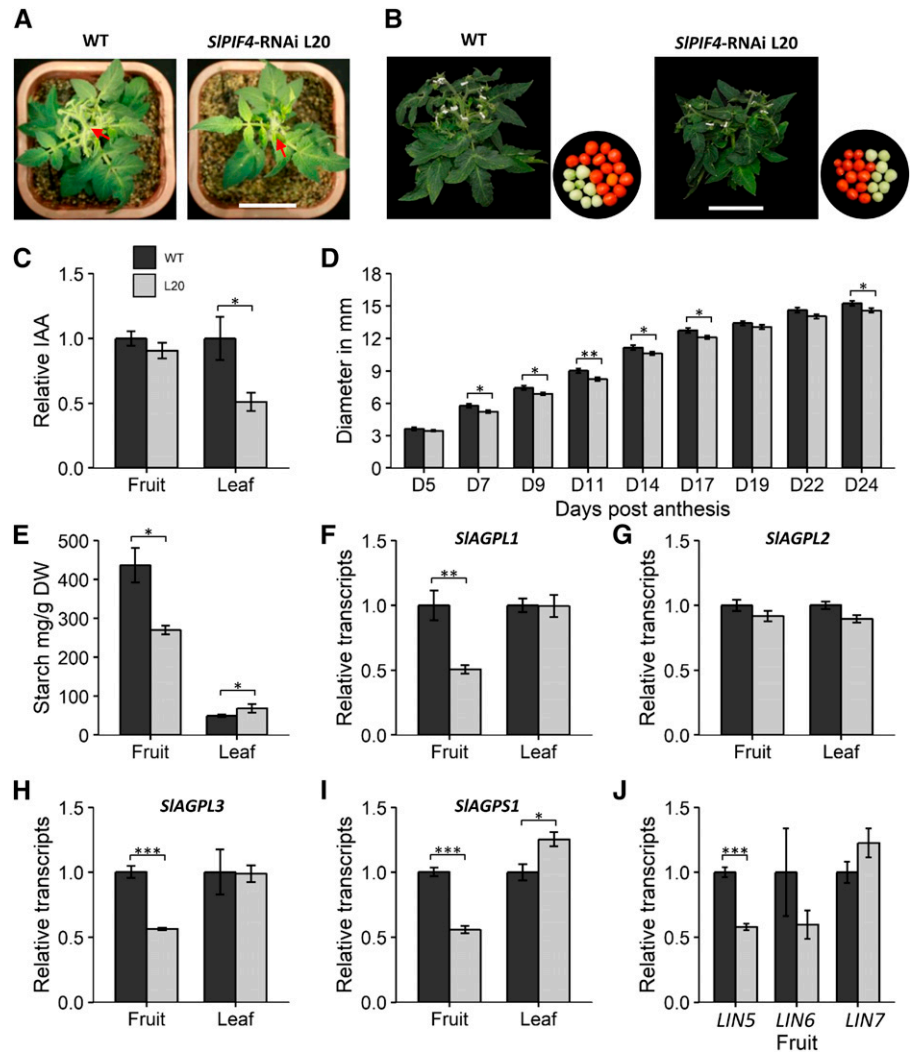 A
WT
SlPIF4-RNAi L20
B
WT
SlPIF4-RNAi L20
C
WT
L20
Relative IAA
1.5
1.0
0.5
0.0
*
Fruit
Leaf
D
Diameter in mm
18
15
12
9
6
3
0
*
*
**
*
*
*
D5
D7
D9
D11
D14
D17
D19
D22
D24
Days post anthesis
E
Starch mg/g DW
500
400
300
200
100
0
*
*
Fruit
Leaf
F
SlAGPL1
Relative transcripts
1.5
1.0
0.5
0.0
**
Fruit
Leaf
G
SlAGPL2
Relative transcripts
1.5
1.0
0.5
0.0
Fruit
Leaf
H
SlAGPL3
Relative transcripts
1.5
1.0
0.5
0.0
***
Fruit
Leaf
I
SlAGPS1
Relative transcripts
1.5
1.0
0.5
0.0
***
*
Fruit
Leaf
J
Relative transcripts
1.5
1.0
0.5
0.0
***
LIN5
LIN6
LIN7
Fruit